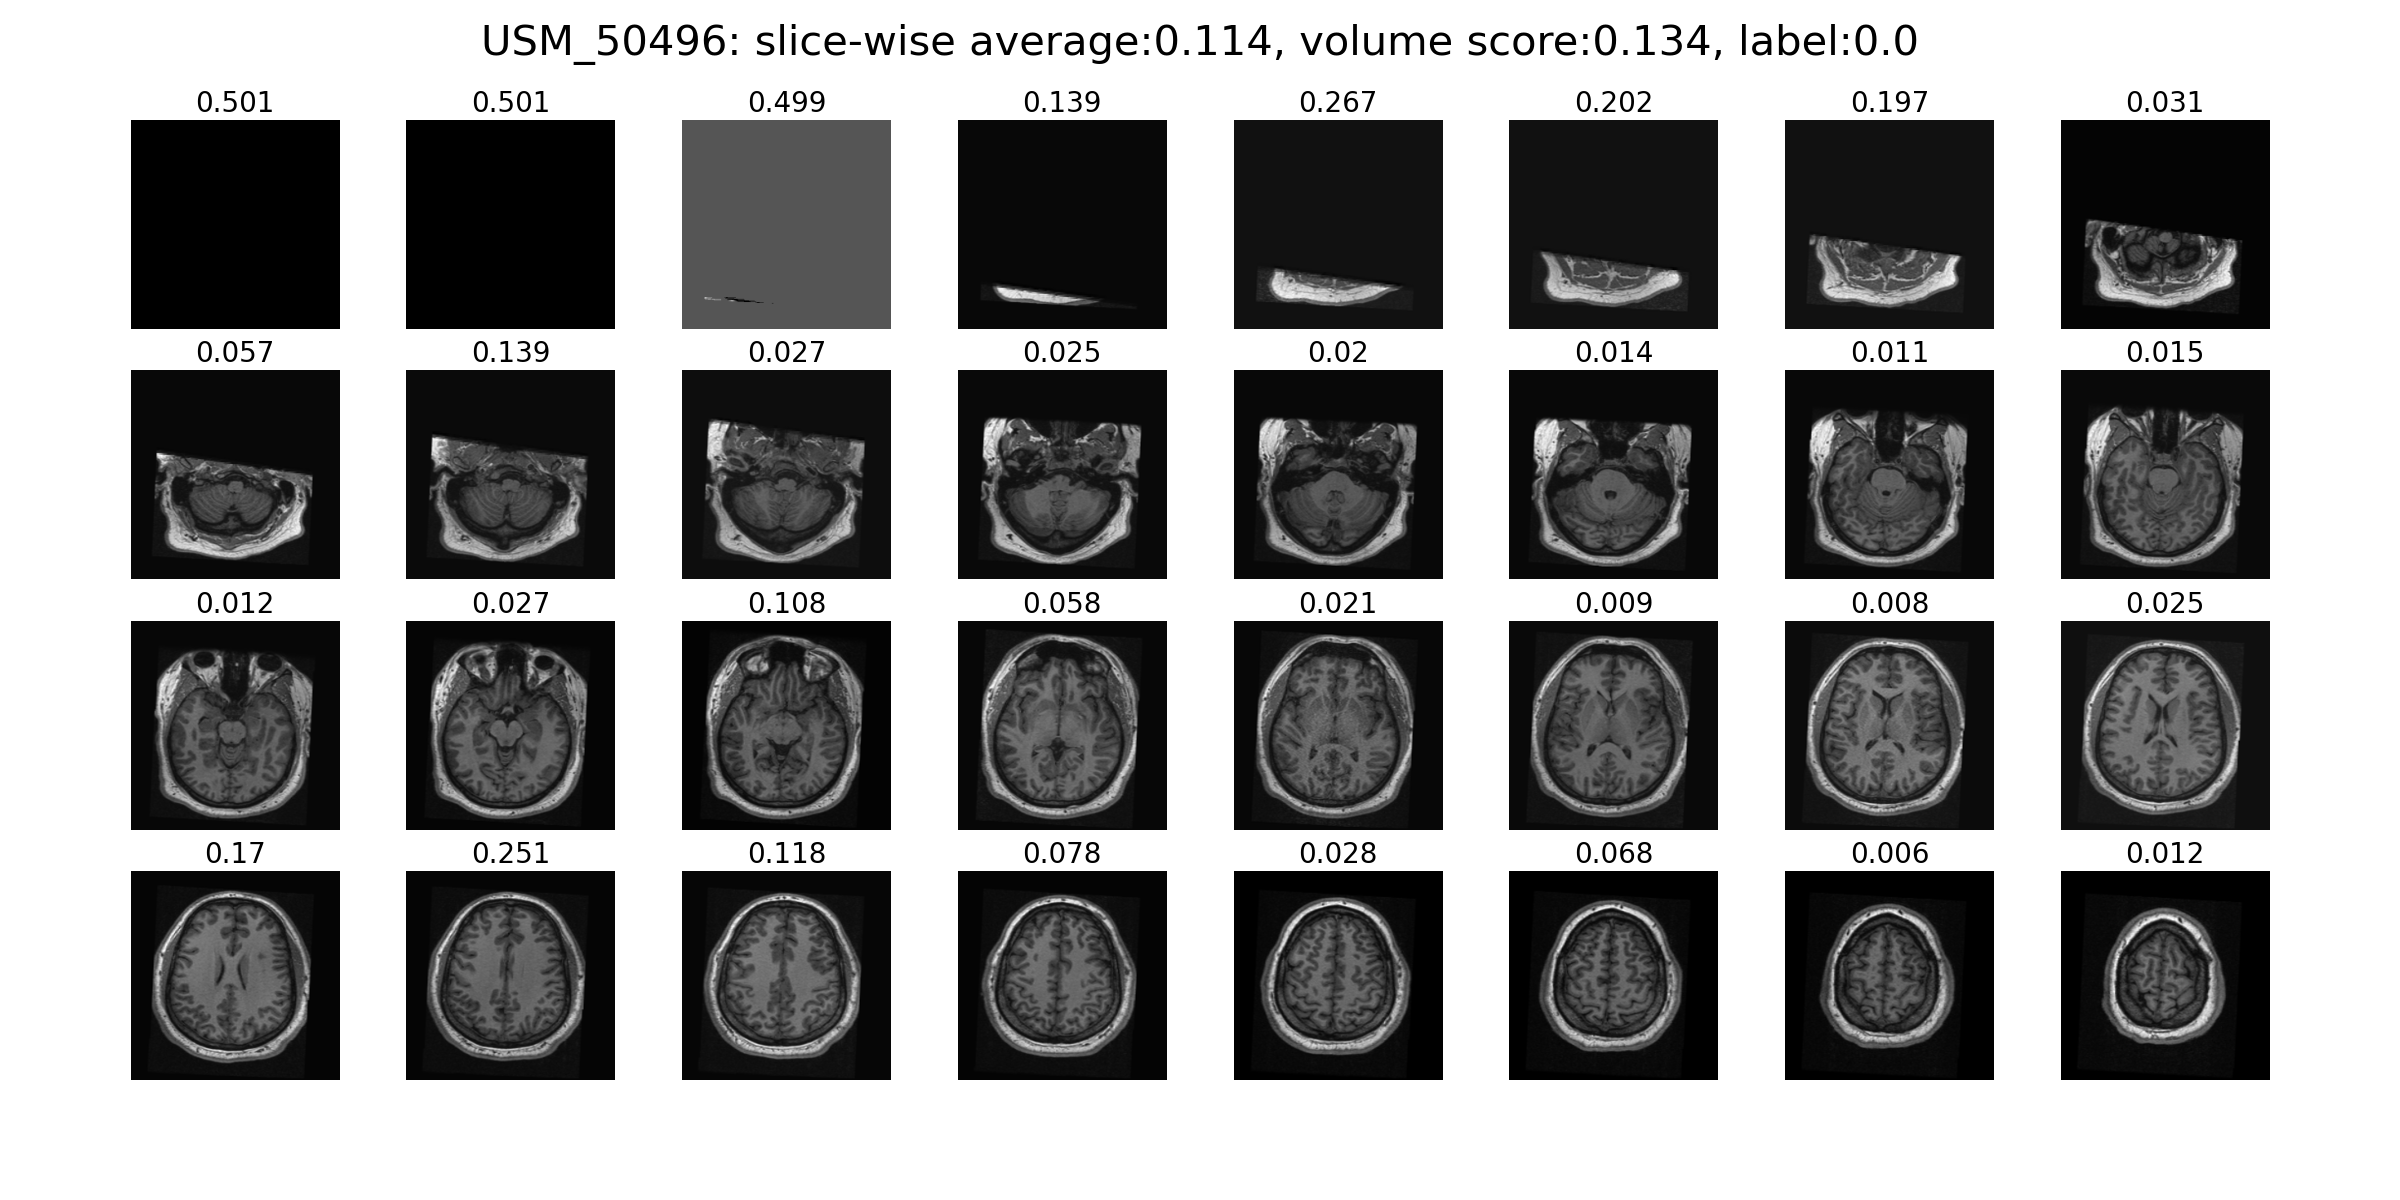 USM_50496: slice-wise average:0.114, volume score:0.134, label:0.0
0.501 0.501 0.499 0.139 0.267 0.202 0.197 0.031
0.057 0.139 0.027 0.025 0.02 0.014 0.011 0.015
0.012 0.027 0.108 0.058 0.021 0.009 0.008 0.025
0.17 0.251 0.118 0.078 0.028 0.068 0.006 0.012